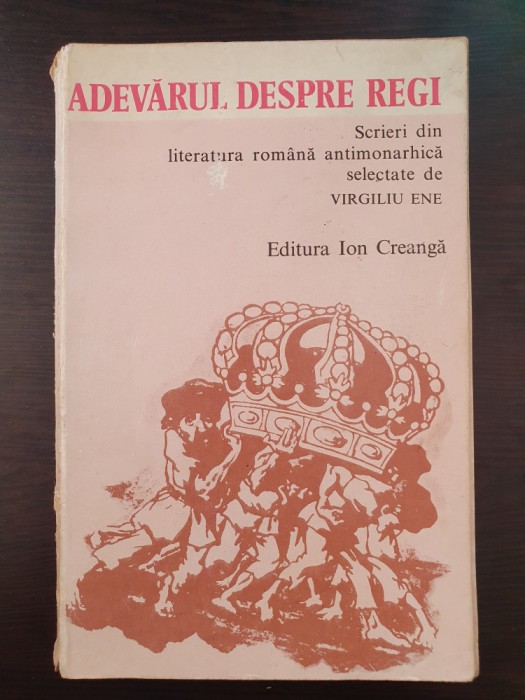 ADEVĂRUL DESPRE REGI
Scrieri din
literatura română antimonarhică
selectate de
VIRGILIU ENE
Editura Ion Creangă